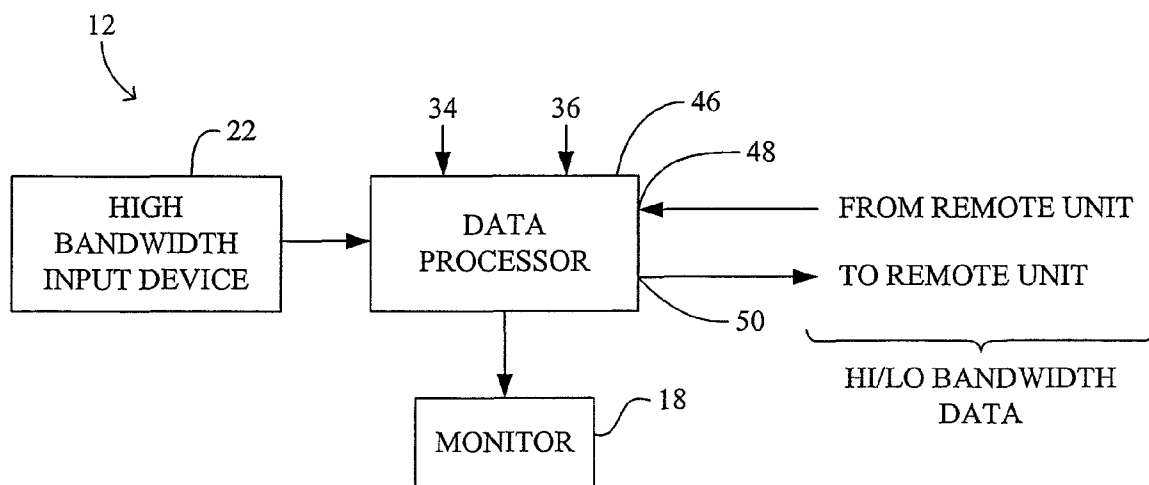 12
22
34
36
46
48
HIGH
BANDWIDTH
INPUT DEVICE
DATA
PROCESSOR
FROM REMOTE UNIT
TO REMOTE UNIT
50
HI/LO BANDWIDTH
DATA
18
MONITOR